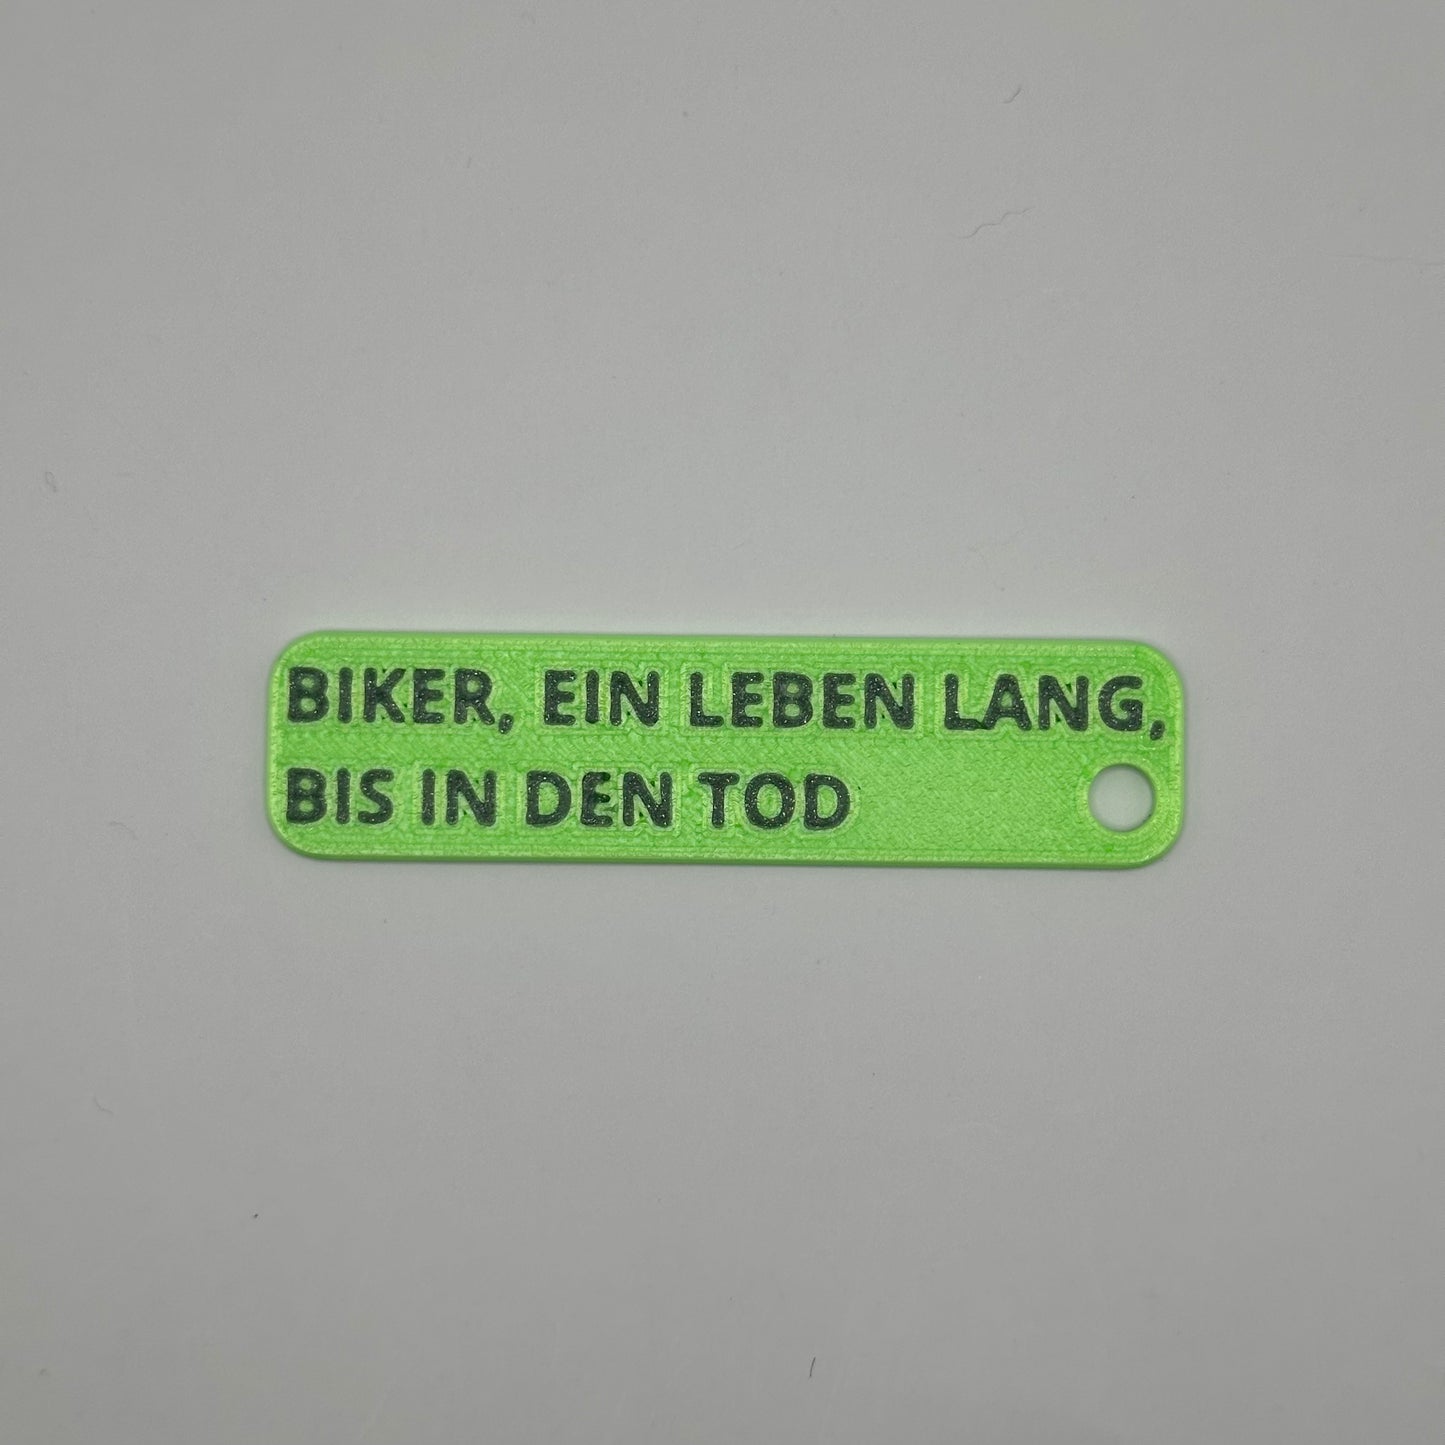 BIKER, EIN LEBEN LANG,
BIS IN DEN TOD